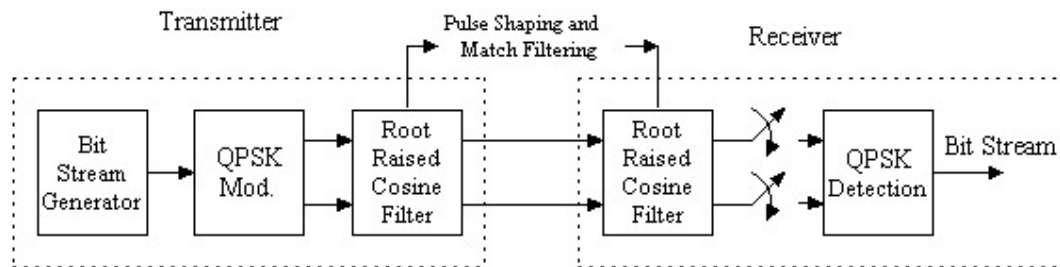 Transmitter
Pulse Shaping and
Match Filtering
Receiver
Bit
Stream
Generator
QPSK
Mod.
Root
Raised
Cosine
Filter
Root
Raised
Cosine
Filter
QPSK
Detection
Bit Stream